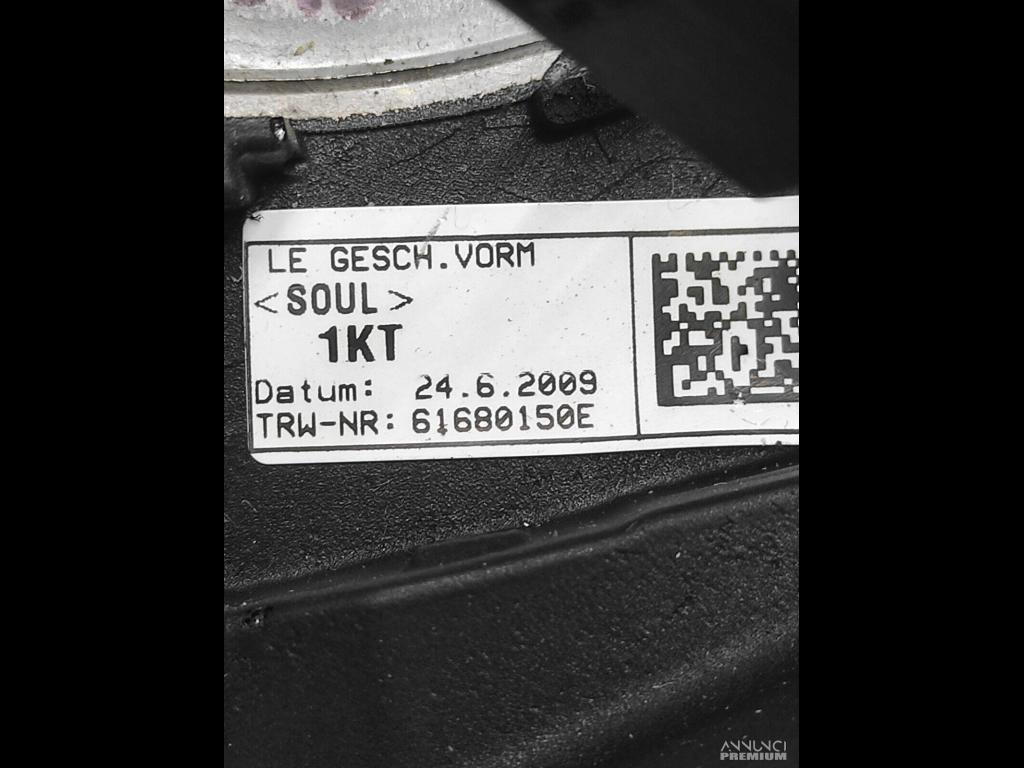 LE GESCH.VORM
<SOUL>
1KT
Datum: 24.6.2009
TRW-NR: 61680150E
ANNUNCI
PREMIUM